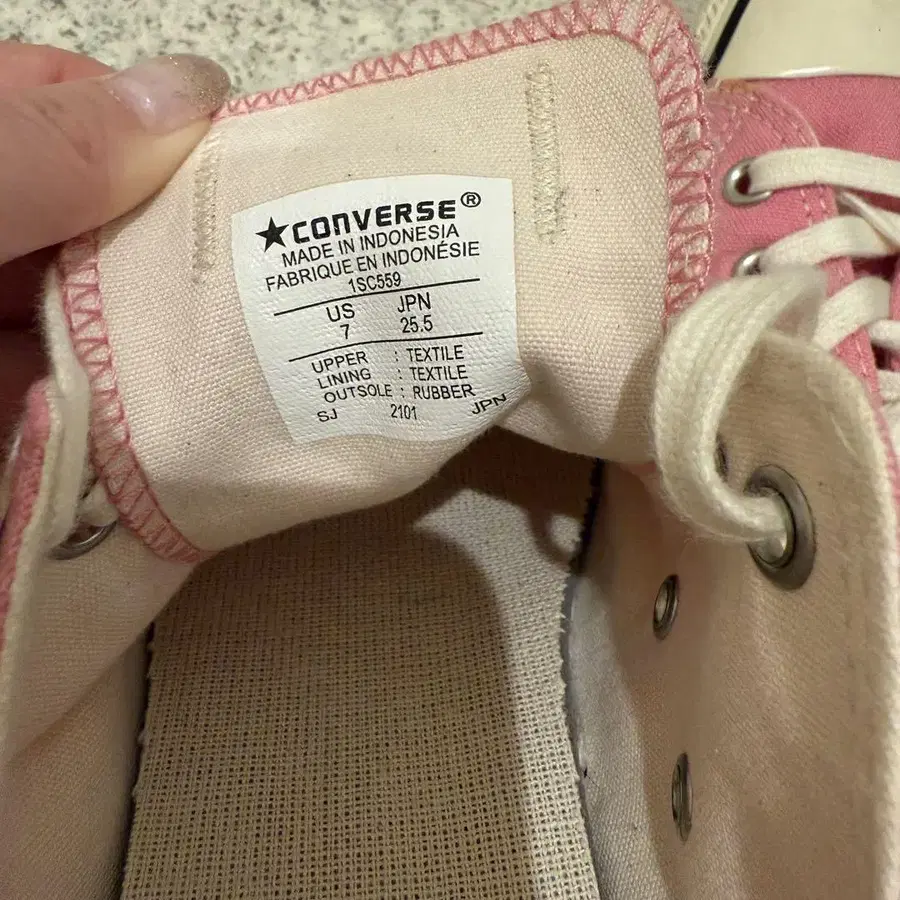 ★CONVERSE®
MADE IN INDONESIA
FABRIQUE EN INDONÉSIE
1SC559
US JPN
7 25.5
UPPER : TEXTILE
LINING : TEXTILE
OUTSOLE : RUBBER
SJ 2101 JPN